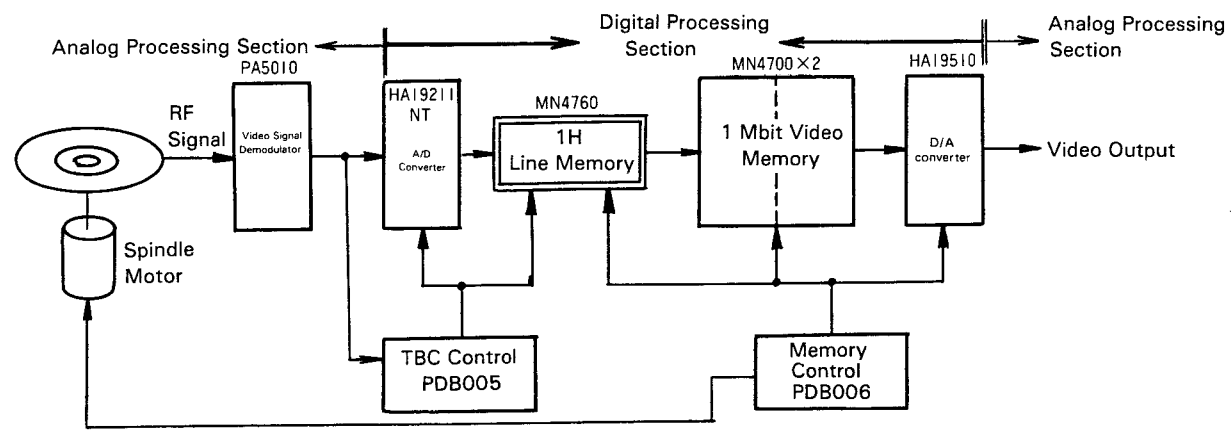 Analog Processing Section
Digital Processing
Section
Analog Processing
Section
PA5010
HA19211
NT
MN4760
MN4700×2
HA19510
RF
Signal
Video Signal
Demodulator
A/D
Converter
1H
Line Memory
1 Mbit Video
Memory
D/A
converter
Video Output
Spindle
Motor
TBC Control
PDB005
Memory
Control
PDB006